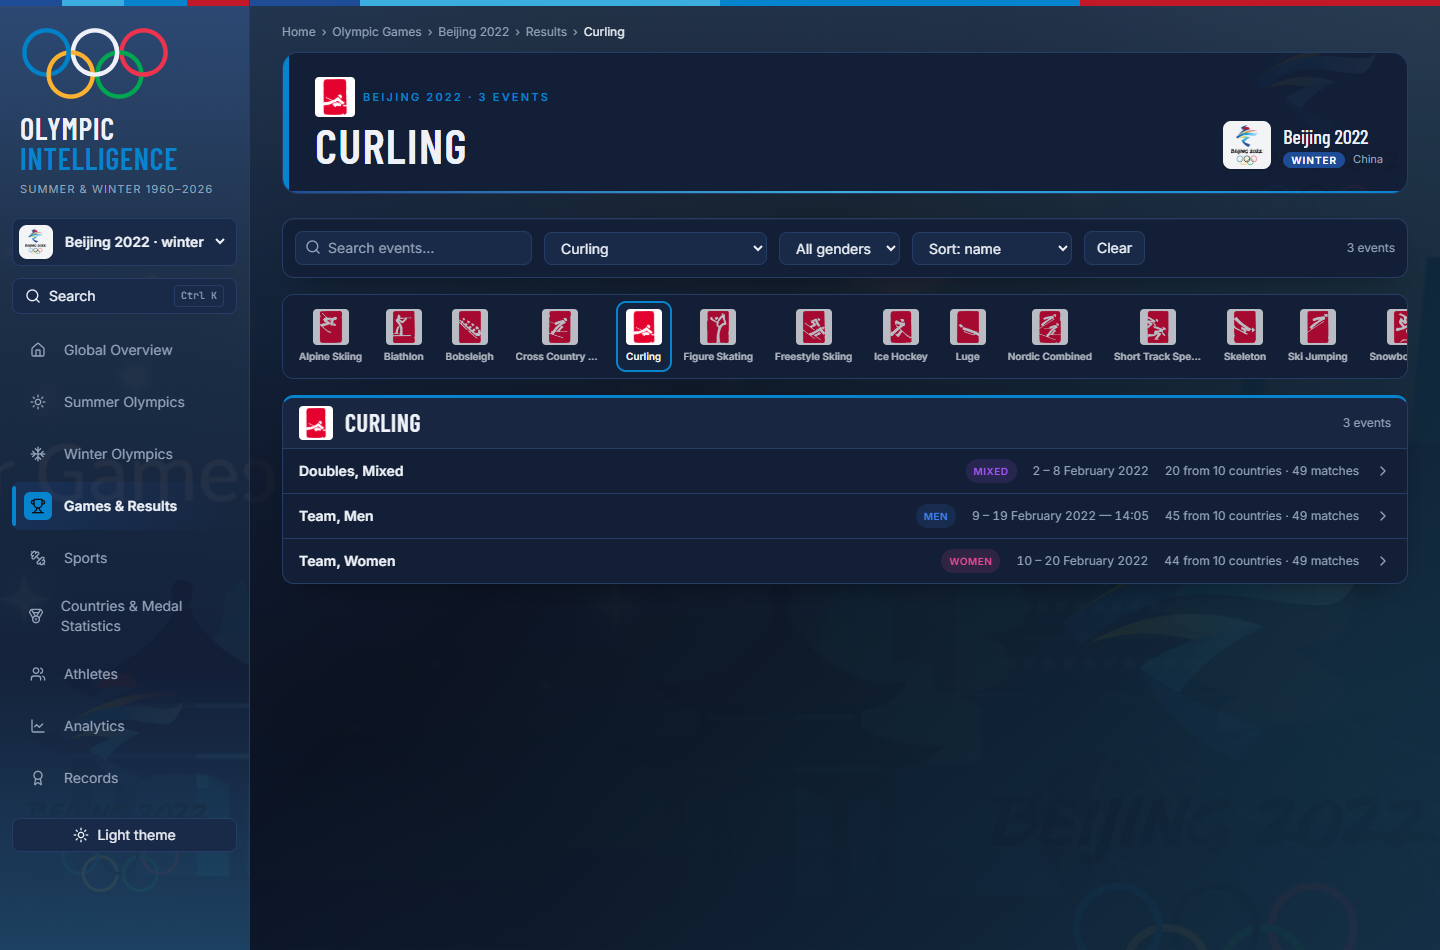 OLYMPIC
INTELLIGENCE
SUMMER & WINTER 1960–2026
Beijing 2022 · winter
Search Ctrl K
Global Overview
Summer Olympics
Winter Olympics
Games & Results
Sports
Countries & Medal
Statistics
Athletes
Analytics
Records
Light theme
Home › Olympic Games › Beijing 2022 › Results › Curling
BEIJING 2022 · 3 EVENTS
CURLING
Beijing 2022
WINTER China
Search events...
Curling
All genders
Sort: name
Clear
3 events
Alpine Skiing
Biathlon
Bobsleigh
Cross Country ...
Curling
Figure Skating
Freestyle Skiing
Ice Hockey
Luge
Nordic Combined
Short Track Spe...
Skeleton
Ski Jumping
Snowbo
CURLING
3 events
Doubles, Mixed MIXED 2 – 8 February 2022 20 from 10 countries · 49 matches
Team, Men MEN 9 – 19 February 2022 — 14:05 45 from 10 countries · 49 matches
Team, Women WOMEN 10 – 20 February 2022 44 from 10 countries · 49 matches
r Games
BEIJING 2022
BEIJING 2022